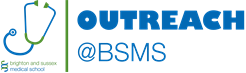 OUTREACH
@BSMS
brighton and sussex
medical school